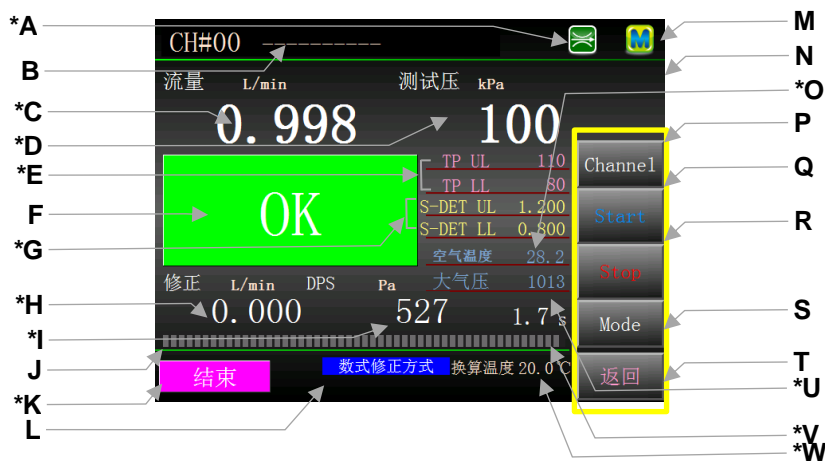 *A
CH#00 ----------
M
M
B
N
流量 L/min 测试压 kPa
*O
*C
0.998 100
P
*D
TP UL 110
Channel
*E
TP LL 80
Q
F
OK
S-DET UL 1.200
Start
*G
S-DET LL 0.800
R
空气温度 28.2
Stop
修正 L/min DPS Pa 大气压 1013
*H
0.000 527 1.7 s
Mode
S
*I
J
结束
数式修正方式 换算温度 20.0℃
返回
T
*U
*K
L
*V
*W